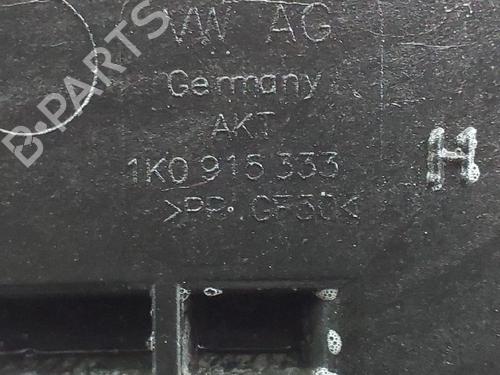 B-PARTS
VW AG
Germany
AKT
1K0 915 333
>PP. GF30<
H